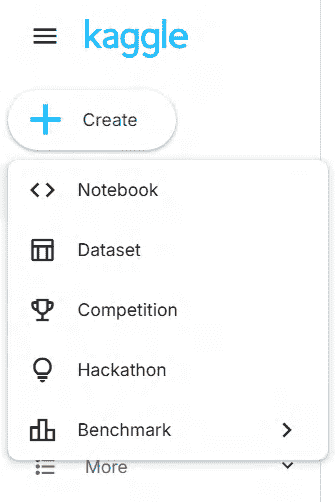 kaggle
Create
Notebook
Dataset
Competition
Hackathon
Benchmark
More